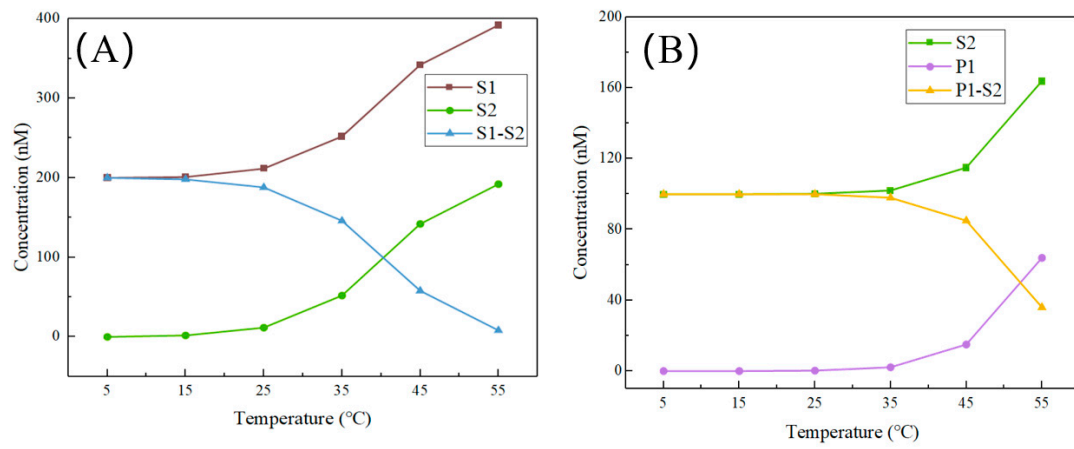 (A)
S1
S2
S1-S2
400
300
200
100
0
Concentration (nM)
5 15 25 35 45 55
Temperature (°C)
(B)
S2
P1
P1-S2
200
160
120
80
40
0
Concentration (nM)
5 15 25 35 45 55
Temperature (°C)